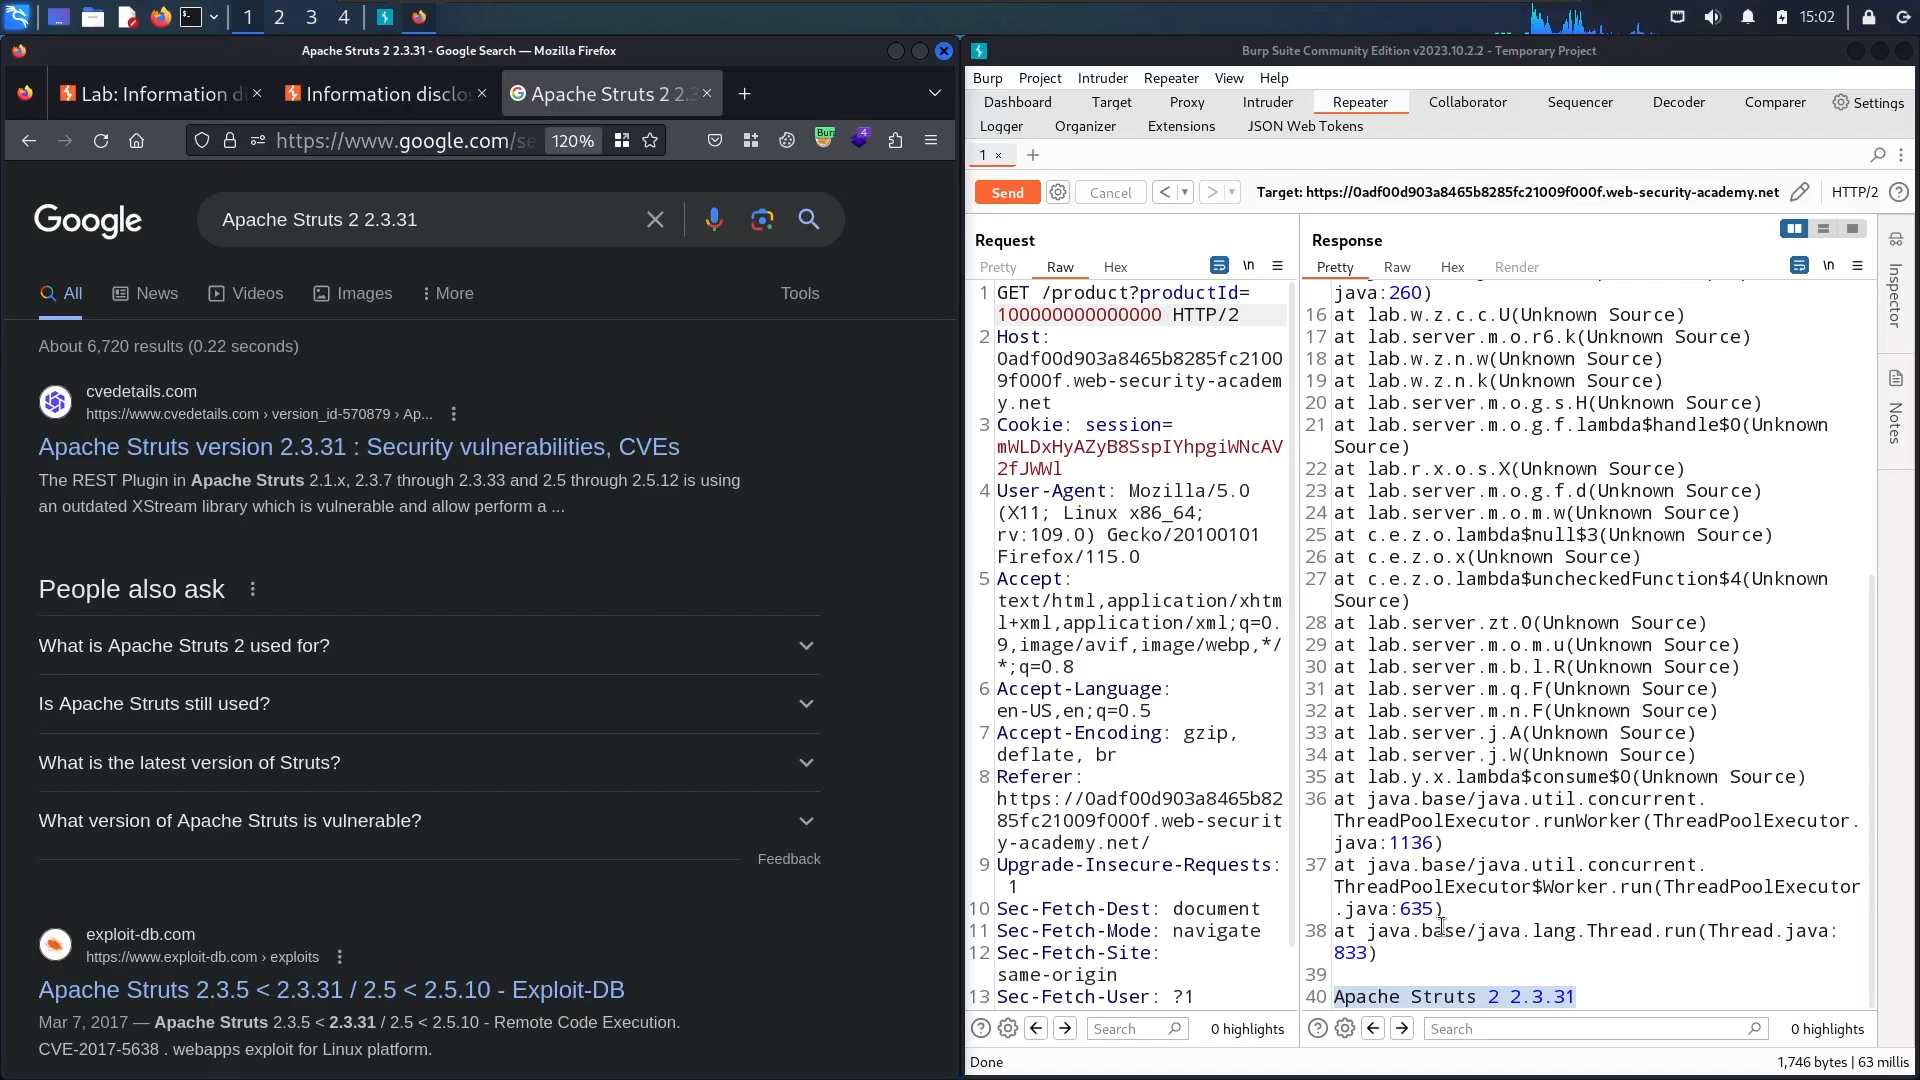 1
2
3
4
15:02
Apache Struts 2 2.3.31 - Google Search — Mozilla Firefox
Lab: Information di
Information disclos
Apache Struts 2 2.3
https://www.google.com/se
120%
Bur
4
Google
Apache Struts 2 2.3.31
All
News
Videos
Images
More
Tools
About 6,720 results (0.22 seconds)
cvedetails.com
https://www.cvedetails.com › version_id-570879 › Ap...
Apache Struts version 2.3.31 : Security vulnerabilities, CVEs
The REST Plugin in Apache Struts 2.1.x, 2.3.7 through 2.3.33 and 2.5 through 2.5.12 is using
an outdated XStream library which is vulnerable and allow perform a ...
People also ask
What is Apache Struts 2 used for?
Is Apache Struts still used?
What is the latest version of Struts?
What version of Apache Struts is vulnerable?
Feedback
exploit-db.com
https://www.exploit-db.com › exploits
Apache Struts 2.3.5 < 2.3.31 / 2.5 < 2.5.10 - Exploit-DB
Mar 7, 2017 — Apache Struts 2.3.5 < 2.3.31 / 2.5 < 2.5.10 - Remote Code Execution.
CVE-2017-5638 . webapps exploit for Linux platform.
Burp Suite Community Edition v2023.10.2.2 - Temporary Project
Burp Project Intruder Repeater View Help
Dashboard Target Proxy Intruder Repeater Collaborator Sequencer Decoder Comparer Settings
Logger Organizer Extensions JSON Web Tokens
1 × +
Send Cancel < > Target: https://0adf00d903a8465b8285fc21009f000f.web-security-academy.net HTTP/2
Request
Pretty Raw Hex \n
1 GET /product?productId=
100000000000000 HTTP/2
2 Host:
0adf00d903a8465b8285fc2100
9f000f.web-security-academ
y.net
3 Cookie: session=
mWLDxHyAZyB8SspIYhpgiWNcAV
2fJWWl
4 User-Agent: Mozilla/5.0
(X11; Linux x86_64;
rv:109.0) Gecko/20100101
Firefox/115.0
5 Accept:
text/html,application/xhtm
l+xml,application/xml;q=0.
9,image/avif,image/webp,*/
*;q=0.8
6 Accept-Language:
en-US,en;q=0.5
7 Accept-Encoding: gzip,
deflate, br
8 Referer:
https://0adf00d903a8465b82
85fc21009f000f.web-securit
y-academy.net/
9 Upgrade-Insecure-Requests:
1
10 Sec-Fetch-Dest: document
11 Sec-Fetch-Mode: navigate
12 Sec-Fetch-Site:
same-origin
13 Sec-Fetch-User: ?1
Search 0 highlights
Response
Pretty Raw Hex Render \n
java:260)
16 at lab.w.z.c.c.U(Unknown Source)
17 at lab.server.m.o.r6.k(Unknown Source)
18 at lab.w.z.n.w(Unknown Source)
19 at lab.w.z.n.k(Unknown Source)
20 at lab.server.m.o.g.s.H(Unknown Source)
21 at lab.server.m.o.g.f.lambda$handle$0(Unknown
Source)
22 at lab.r.x.o.s.X(Unknown Source)
23 at lab.server.m.o.g.f.d(Unknown Source)
24 at lab.server.m.o.m.w(Unknown Source)
25 at c.e.z.o.lambda$null$3(Unknown Source)
26 at c.e.z.o.x(Unknown Source)
27 at c.e.z.o.lambda$uncheckedFunction$4(Unknown
Source)
28 at lab.server.zt.O(Unknown Source)
29 at lab.server.m.o.m.u(Unknown Source)
30 at lab.server.m.b.l.R(Unknown Source)
31 at lab.server.m.q.F(Unknown Source)
32 at lab.server.m.n.F(Unknown Source)
33 at lab.server.j.A(Unknown Source)
34 at lab.server.j.W(Unknown Source)
35 at lab.y.x.lambda$consume$0(Unknown Source)
36 at java.base/java.util.concurrent.
ThreadPoolExecutor.runWorker(ThreadPoolExecutor.
java:1136)
37 at java.base/java.util.concurrent.
ThreadPoolExecutor$Worker.run(ThreadPoolExecutor
.java:635)
38 at java.base/java.lang.Thread.run(Thread.java:
833)
39
40 Apache Struts 2 2.3.31
Search 0 highlights
Inspector
Notes
Done
1,746 bytes | 63 millis